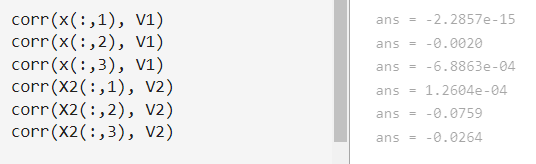 corr(x(:,1), V1)
corr(x(:,2), V1)
corr(x(:,3), V1)
corr(X2(:,1), V2)
corr(X2(:,2), V2)
corr(X2(:,3), V2)
ans = -2.2857e-15
ans = -0.0020
ans = -6.8863e-04
ans = 1.2604e-04
ans = -0.0759
ans = -0.0264